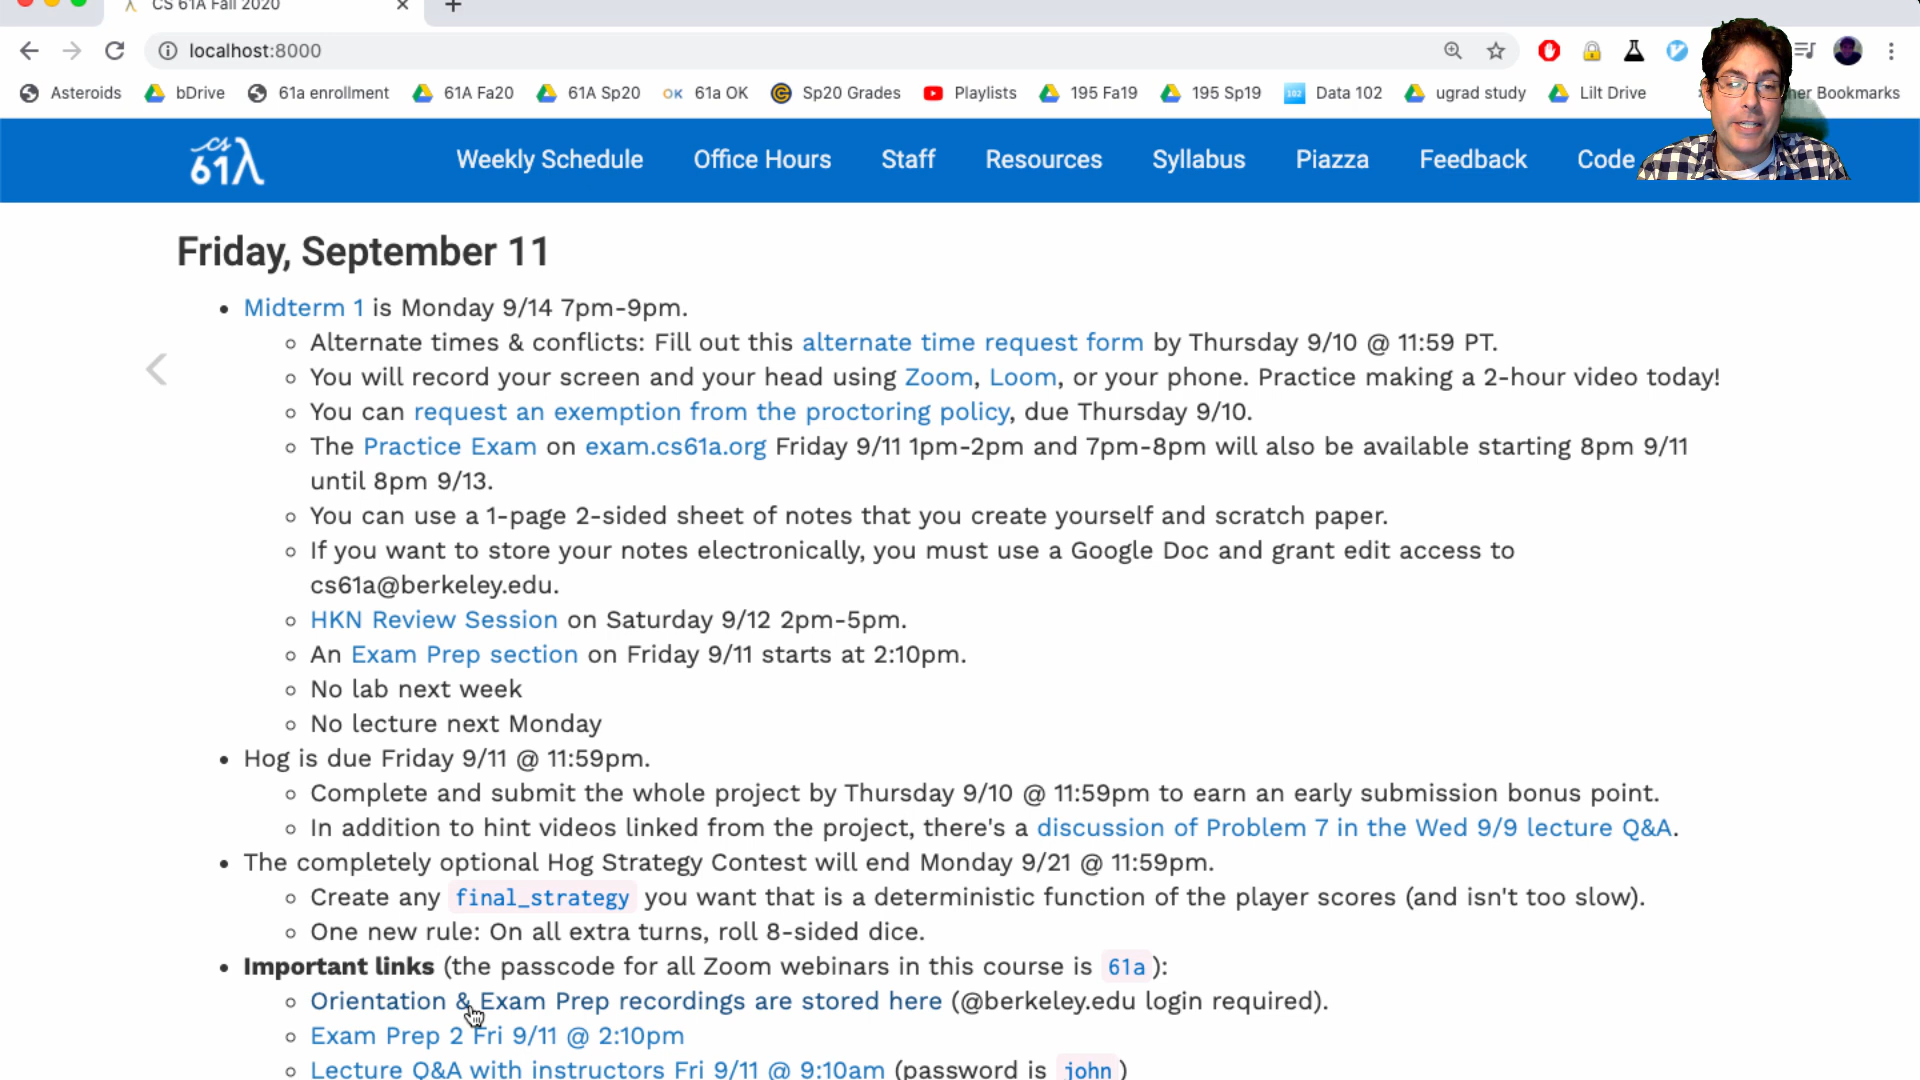 CS 61A Fall 2020
localhost:8000
Asteroids bDrive 61a enrollment 61A Fa20 61A Sp20 OK 61a OK Sp20 Grades Playlists 195 Fa19 195 Sp19 102 Data 102 ugrad study Lilt Drive Bookmarks
CS 61λ Weekly Schedule Office Hours Staff Resources Syllabus Piazza Feedback Code
Friday, September 11
• Midterm 1 is Monday 9/14 7pm-9pm.
◦ Alternate times & conflicts: Fill out this alternate time request form by Thursday 9/10 @ 11:59 PT.
◦ You will record your screen and your head using Zoom, Loom, or your phone. Practice making a 2-hour video today!
◦ You can request an exemption from the proctoring policy, due Thursday 9/10.
◦ The Practice Exam on exam.cs61a.org Friday 9/11 1pm-2pm and 7pm-8pm will also be available starting 8pm 9/11
until 8pm 9/13.
◦ You can use a 1-page 2-sided sheet of notes that you create yourself and scratch paper.
◦ If you want to store your notes electronically, you must use a Google Doc and grant edit access to
cs61a@berkeley.edu.
◦ HKN Review Session on Saturday 9/12 2pm-5pm.
◦ An Exam Prep section on Friday 9/11 starts at 2:10pm.
◦ No lab next week
◦ No lecture next Monday
• Hog is due Friday 9/11 @ 11:59pm.
◦ Complete and submit the whole project by Thursday 9/10 @ 11:59pm to earn an early submission bonus point.
◦ In addition to hint videos linked from the project, there's a discussion of Problem 7 in the Wed 9/9 lecture Q&A.
• The completely optional Hog Strategy Contest will end Monday 9/21 @ 11:59pm.
◦ Create any final_strategy you want that is a deterministic function of the player scores (and isn't too slow).
◦ One new rule: On all extra turns, roll 8-sided dice.
• Important links (the passcode for all Zoom webinars in this course is 61a):
◦ Orientation & Exam Prep recordings are stored here (@berkeley.edu login required).
◦ Exam Prep 2 Fri 9/11 @ 2:10pm
◦ Lecture Q&A with instructors Fri 9/11 @ 9:10am (password is john)